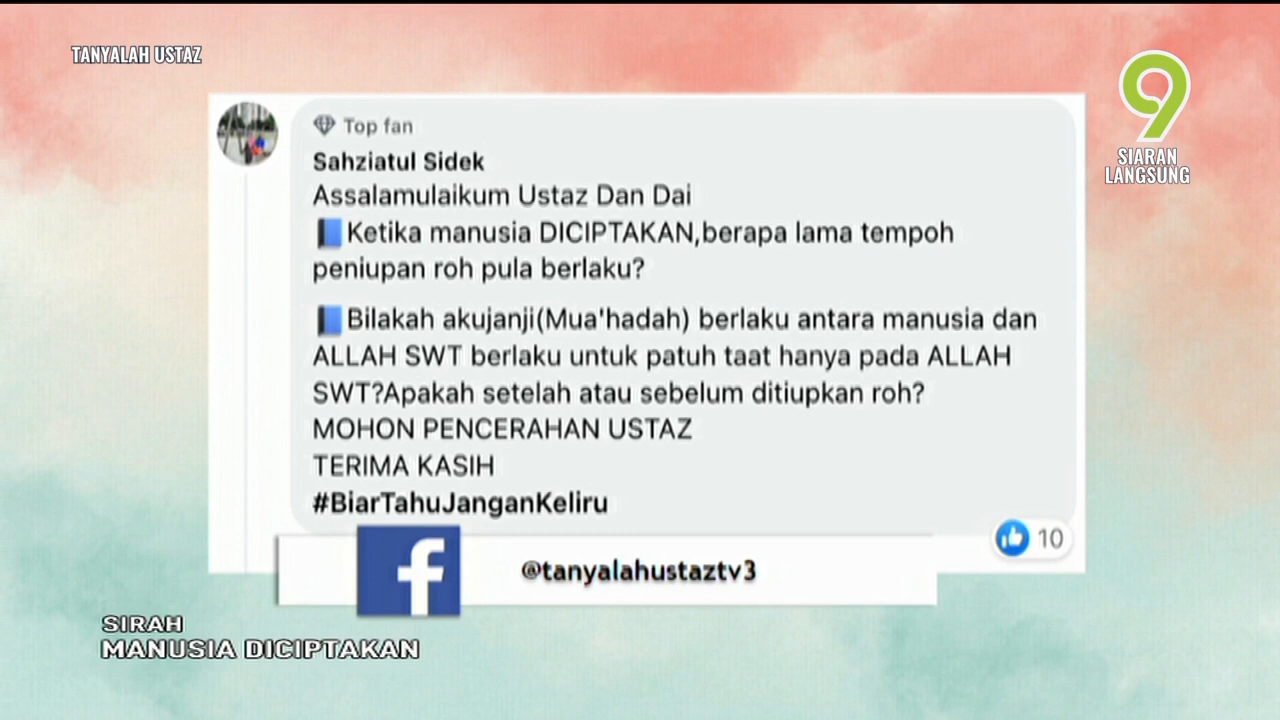 TANYALAH USTAZ
9
SIARAN
LANGSUNG
Top fan
Sahziatul Sidek
Assalamulaikum Ustaz Dan Dai
📘Ketika manusia DICIPTAKAN,berapa lama tempoh
peniupan roh pula berlaku?
📘Bilakah akujanji(Mua'hadah) berlaku antara manusia dan
ALLAH SWT berlaku untuk patuh taat hanya pada ALLAH
SWT?Apakah setelah atau sebelum ditiupkan roh?
MOHON PENCERAHAN USTAZ
TERIMA KASIH
#BiarTahuJanganKeliru
10
f
@tanyalahustaztv3
SIRAH
MANUSIA DICIPTAKAN